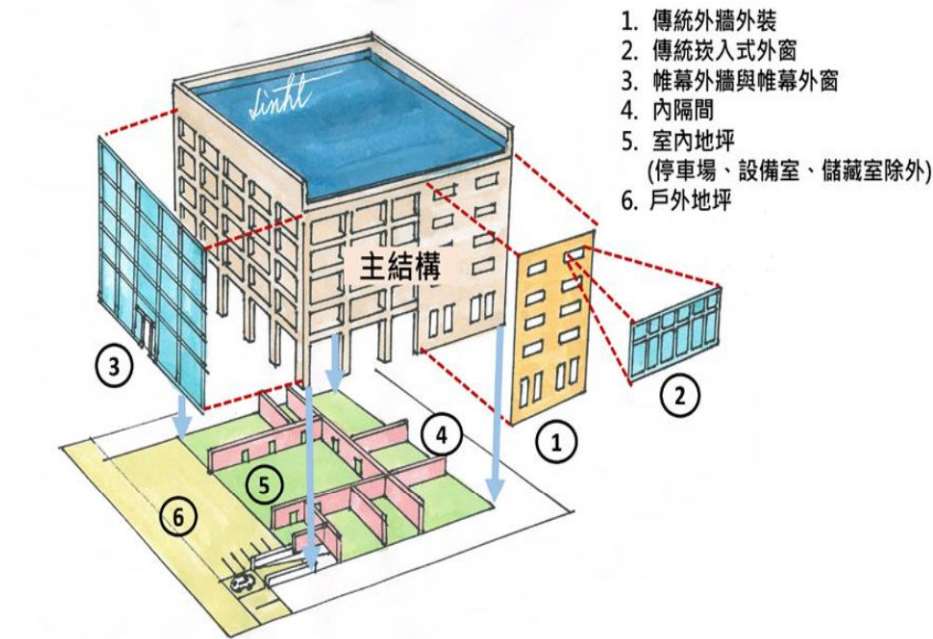 1. 傳統外牆外裝
2. 傳統崁入式外窗
3. 帷幕外牆與帷幕外窗
4. 內隔間
5. 室內地坪
(停車場、設備室、儲藏室除外)
6. 戶外地坪
linht
主結構
3
2
1
4
5
6